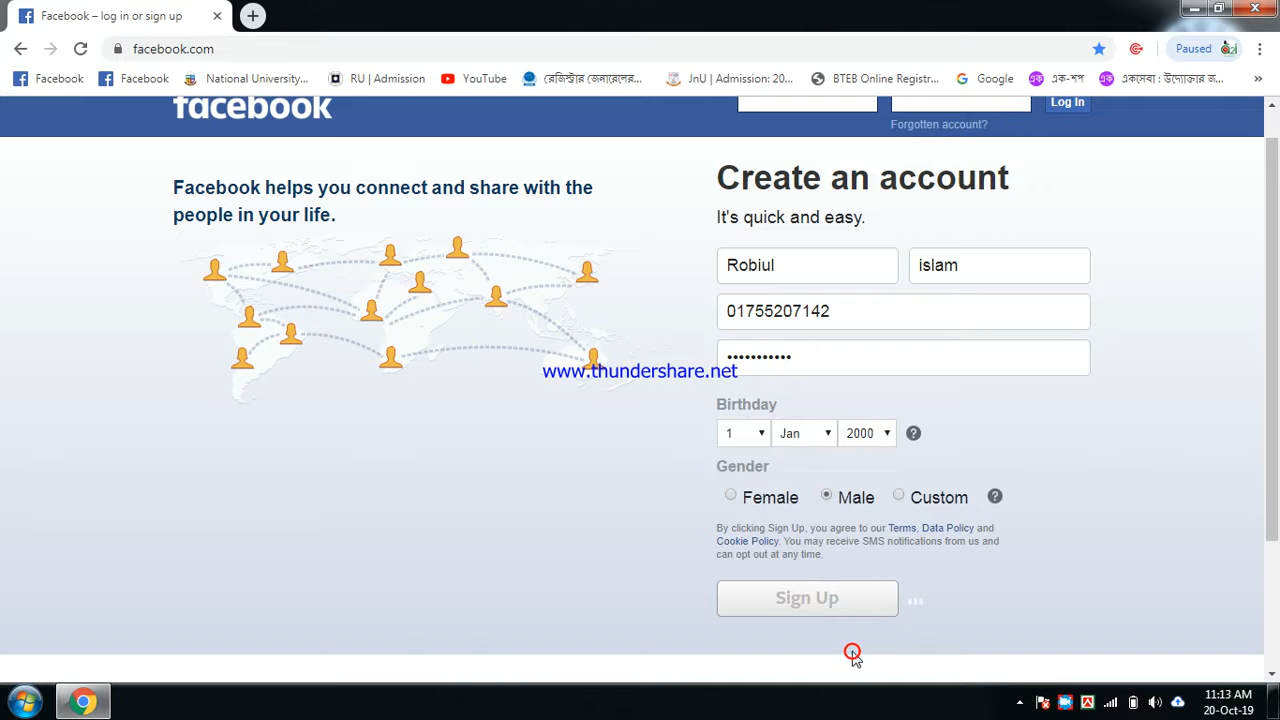 Facebook – log in or sign up
facebook.com
Paused
Facebook
Facebook
National University...
RU | Admission
YouTube
রেজিস্টার জেনারেলের...
JnU | Admission: 20...
BTEB Online Registr...
Google
এক-শপ
একসেবা : উদ্যোক্তার জ...
facebook
Log In
Forgotten account?
Facebook helps you connect and share with the
people in your life.
Create an account
It's quick and easy.
Robiul
islam
01755207142
•••••••••••
www.thundershare.net
Birthday
1
Jan
2000
Gender
Female
Male
Custom
By clicking Sign Up, you agree to our Terms, Data Policy and
Cookie Policy. You may receive SMS notifications from us and
can opt out at any time.
Sign Up
11:13 AM
20-Oct-19